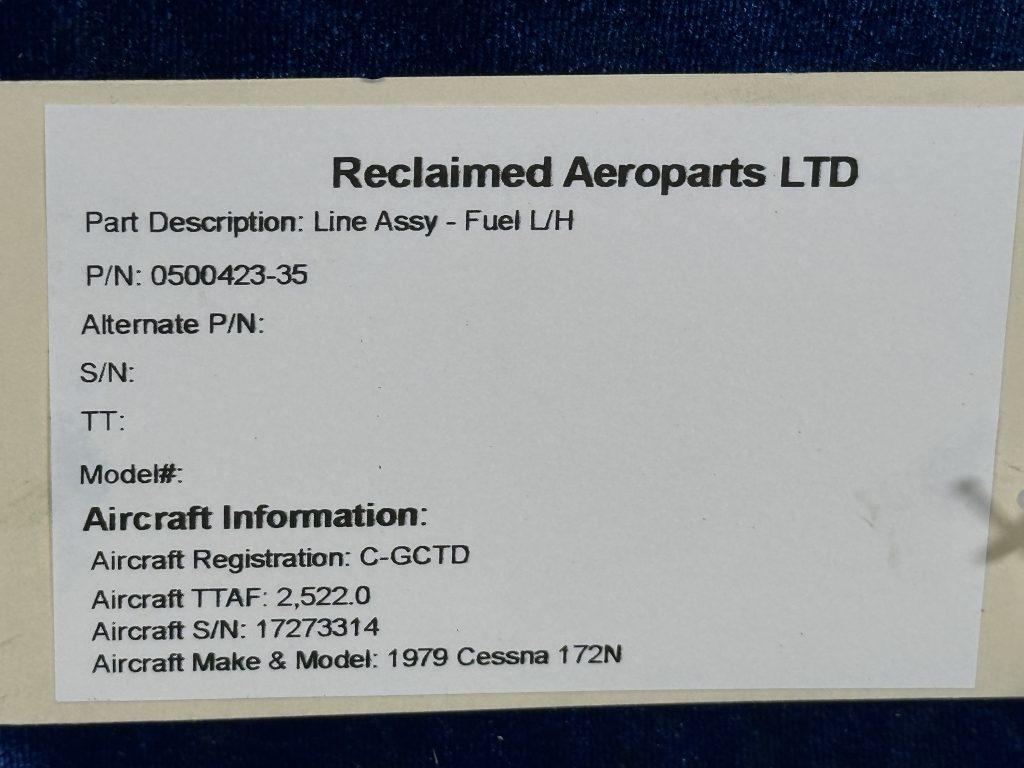 Reclaimed Aeroparts LTD
Part Description: Line Assy - Fuel L/H
P/N: 0500423-35
Alternate P/N:
S/N:
TT:
Model#:
Aircraft Information:
Aircraft Registration: C-GCTD
Aircraft TTAF: 2,522.0
Aircraft S/N: 17273314
Aircraft Make & Model: 1979 Cessna 172N